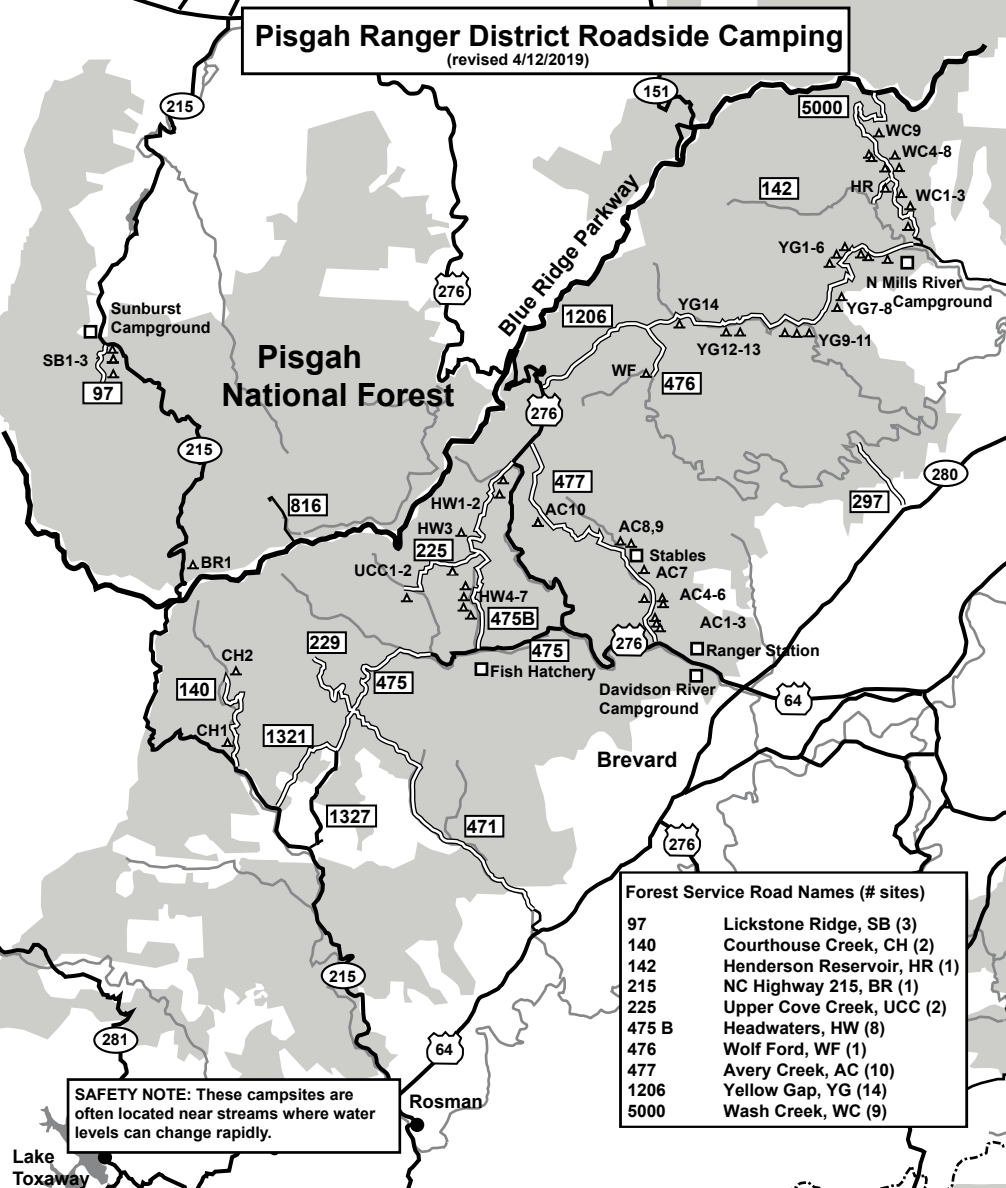 Pisgah Ranger District Roadside Camping
(revised 4/12/2019)
215
151
5000
WC9
WC4-8
142
HR
WC1-3
YG1-6
N Mills River
Campground
276
Blue Ridge Parkway
YG7-8
YG14
1206
YG12-13
YG9-11
Sunburst
Campground
SB1-3
97
Pisgah
National Forest
WF
476
276
215
477
280
297
816
HW1-2
AC10
HW3
AC8,9
225
Stables
BR1
UCC1-2
AC7
HW4-7
AC4-6
475B
AC1-3
229
475
276
Ranger Station
CH2
Fish Hatchery
140
475
Davidson River
Campground
64
CH1
1321
Brevard
1327
471
276
Forest Service Road Names (# sites)
97 Lickstone Ridge, SB (3)
140 Courthouse Creek, CH (2)
142 Henderson Reservoir, HR (1)
215 NC Highway 215, BR (1)
225 Upper Cove Creek, UCC (2)
475 B Headwaters, HW (8)
476 Wolf Ford, WF (1)
477 Avery Creek, AC (10)
1206 Yellow Gap, YG (14)
5000 Wash Creek, WC (9)
215
281
64
SAFETY NOTE: These campsites are
often located near streams where water
levels can change rapidly.
Rosman
Lake
Toxaway